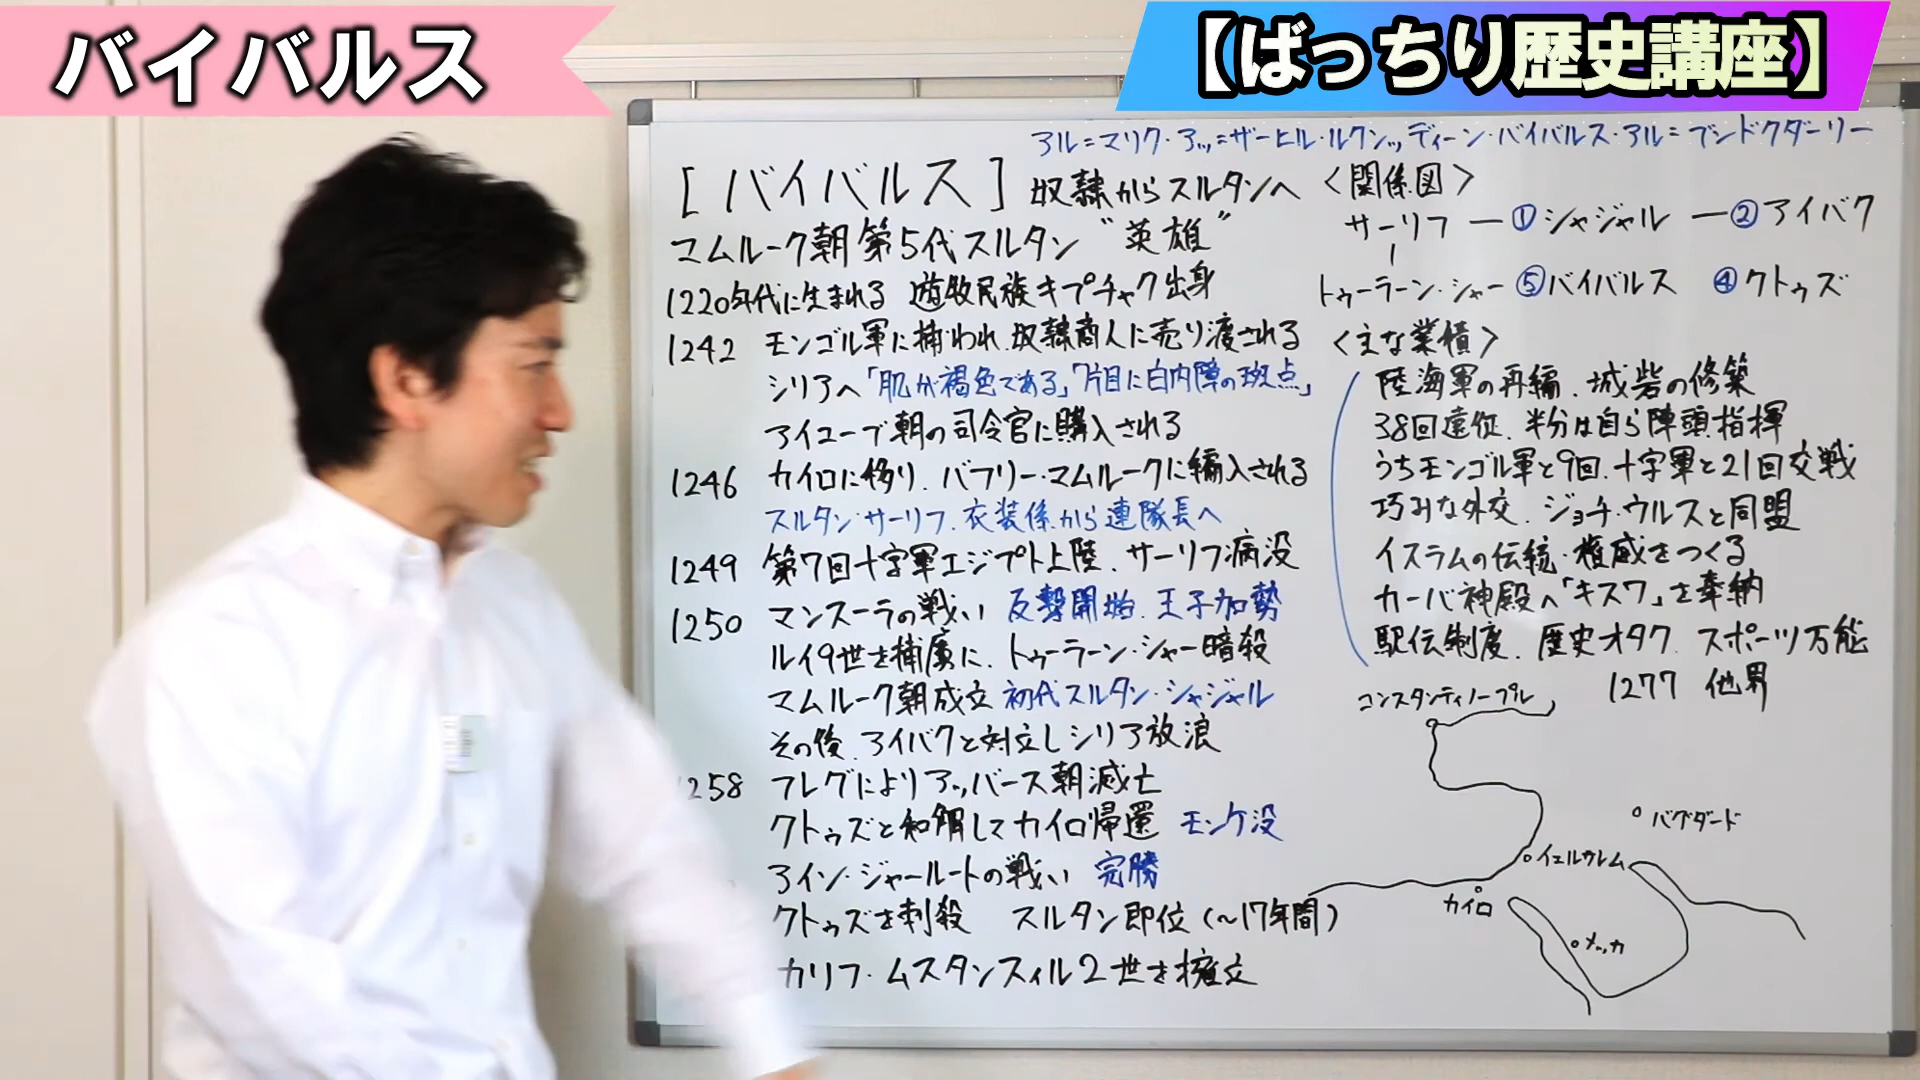 バイバルス
【ばっちり歴史講座】
アル=マリク・アッ=ザーヒル・ルクンッディーン・バイバルス・アル=ブンドクダーリー
[バイバルス] 奴隷からスルタンへ
マムルーク朝第5代スルタン "英雄"
1220年代に生まれる 遊牧民族キプチャク出身
1242 モンゴル軍に捕われ、奴隷商人に売り渡される
シリアへ「肌が褐色である」「片目に白内障の斑点」
アイユーブ朝の司令官に購入される
1246 カイロに移り、バフリー・マムルークに編入される
スルタン・サーリフ、衣装係から連隊長へ
1249 第7回十字軍エジプト上陸、サーリフ病没
1250 マンスーラの戦い 反撃開始、王子加勢
ルイ9世を捕虜に、トゥーラーン・シャー暗殺
マムルーク朝成立 初代スルタン・シャジャル
その後、アイバクと対立しシリア放浪
1258 フレグによりアッバース朝滅亡
クトゥズと和解してカイロ帰還 モンケ没
アイン・ジャールートの戦い 完勝
クトゥズを刺殺 スルタン即位(〜17年間)
カリフ・ムスタンスィル2世を擁立
<関係図>
サーリフ ー ①シャジャル ー ②アイバク
トゥーラーン・シャー ⑤バイバルス ④クトゥズ
<主な業績>
陸海軍の再編、城砦の修築
38回遠征、半分は自ら陣頭指揮
うちモンゴル軍と9回、十字軍と21回交戦
巧みな外交、ジョチ・ウルスと同盟
イスラムの伝統・権威をつくる
カーバ神殿へ「キスワ」を奉納
駅伝制度、歴史オタク、スポーツ万能
1277 他界
コンスタンティノープル
バグダード
イェルサレム
カイロ
メッカ